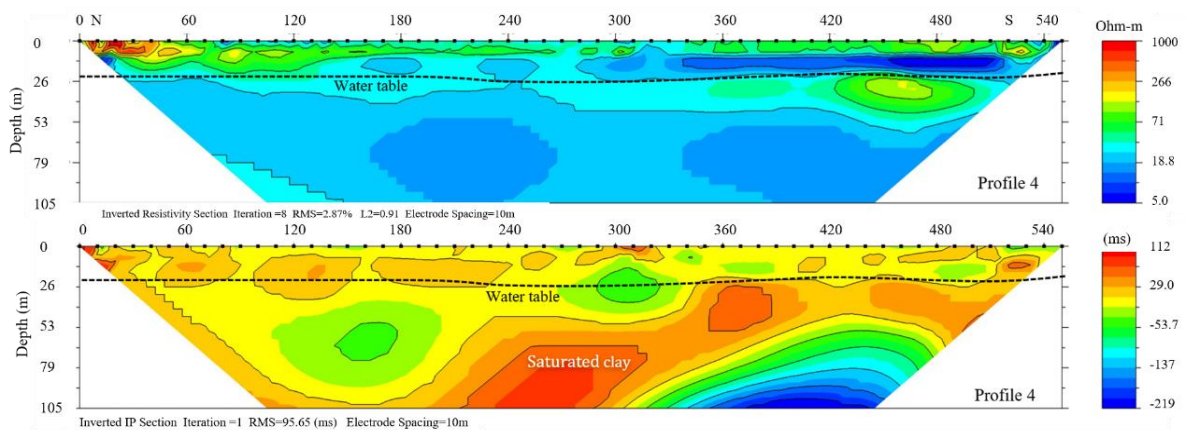 0 N 60 120 180 240 300 360 420 480 S 540
Ohm-m
0
26
53
79
105
Depth (m)
Water table
Profile 4
1000
266
71
18.8
5.0
Inverted Resistivity Section Iteration =8 RMS=2.87% L2=0.91 Electrode Spacing=10m
0 N 60 120 180 240 300 360 420 480 S 540
(ms)
0
26
53
79
105
Depth (m)
Water table
Saturated clay
Profile 4
112
29.0
-53.7
-137
-219
Inverted IP Section Iteration =1 RMS=95.65 (ms) Electrode Spacing=10m